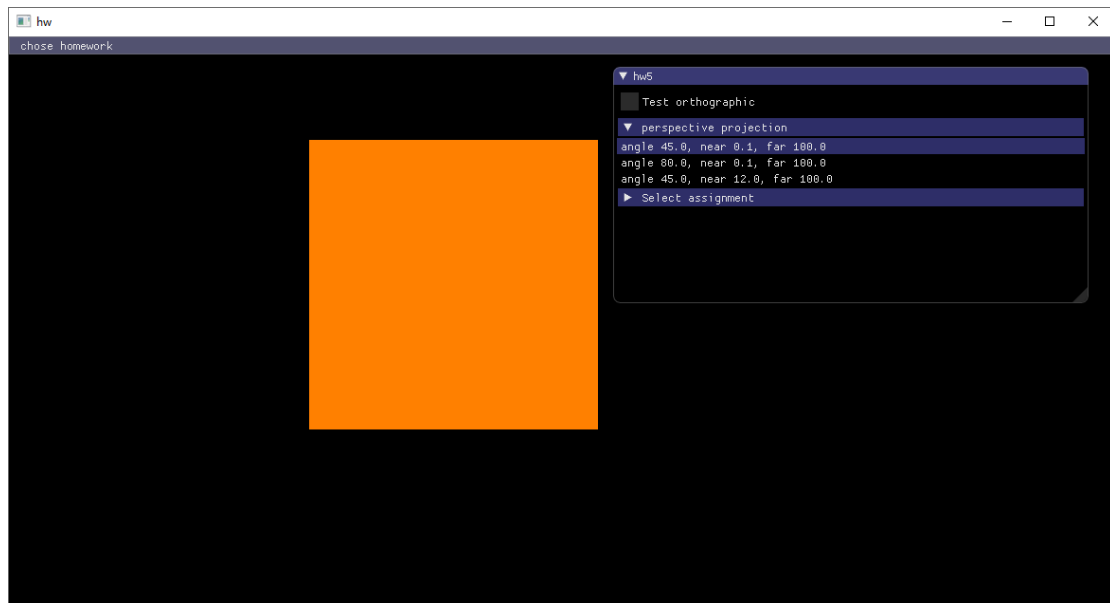 hw
chose homework
hw5
Test orthographic
perspective projection
angle 45.0, near 0.1, far 100.0
angle 80.0, near 0.1, far 100.0
angle 45.0, near 12.0, far 100.0
Select assignment